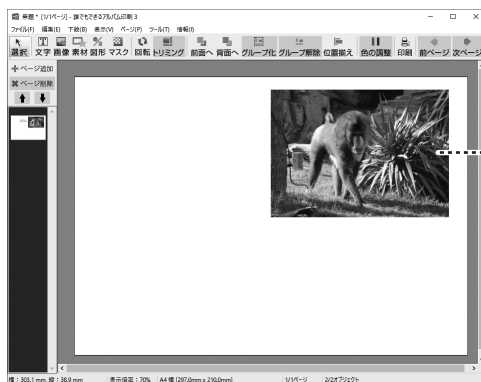 無題 * [1/1ページ] - 誰でもできるアルバム印刷 3
ファイル(F) 編集(E) 下絵(B) 表示(V) ページ(P) ツール(T) 情報(I)
選択 文字 画像 素材 図形 マスク 回転 トリミング 前面へ 背面へ グループ化 グループ解除 位置揃え 色の調整 印刷 前ページ 次ページ
ページ追加
ページ削除
横 : 303.1 mm, 縦 : 38.9 mm 表示倍率 : 70% A4 横 [297.0mm x 210.0mm] 1/1ページ 2/2オブジェクト